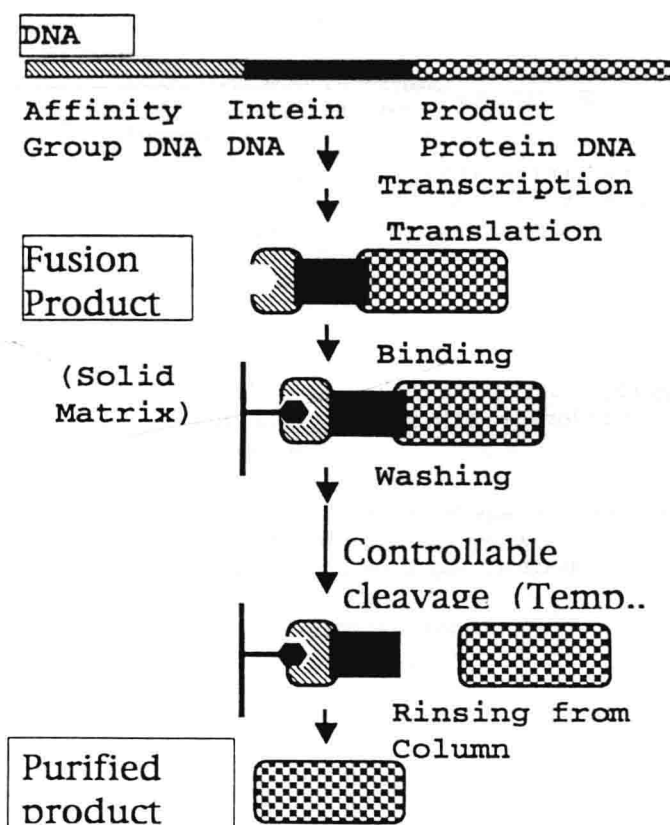 DNA
Affinity Intein Product
Group DNA DNA Protein DNA
Transcription
Translation
Fusion
Product
Binding
(Solid
Matrix)
Washing
Controllable
cleavage (Temp..
Rinsing from
Column
Purified
product